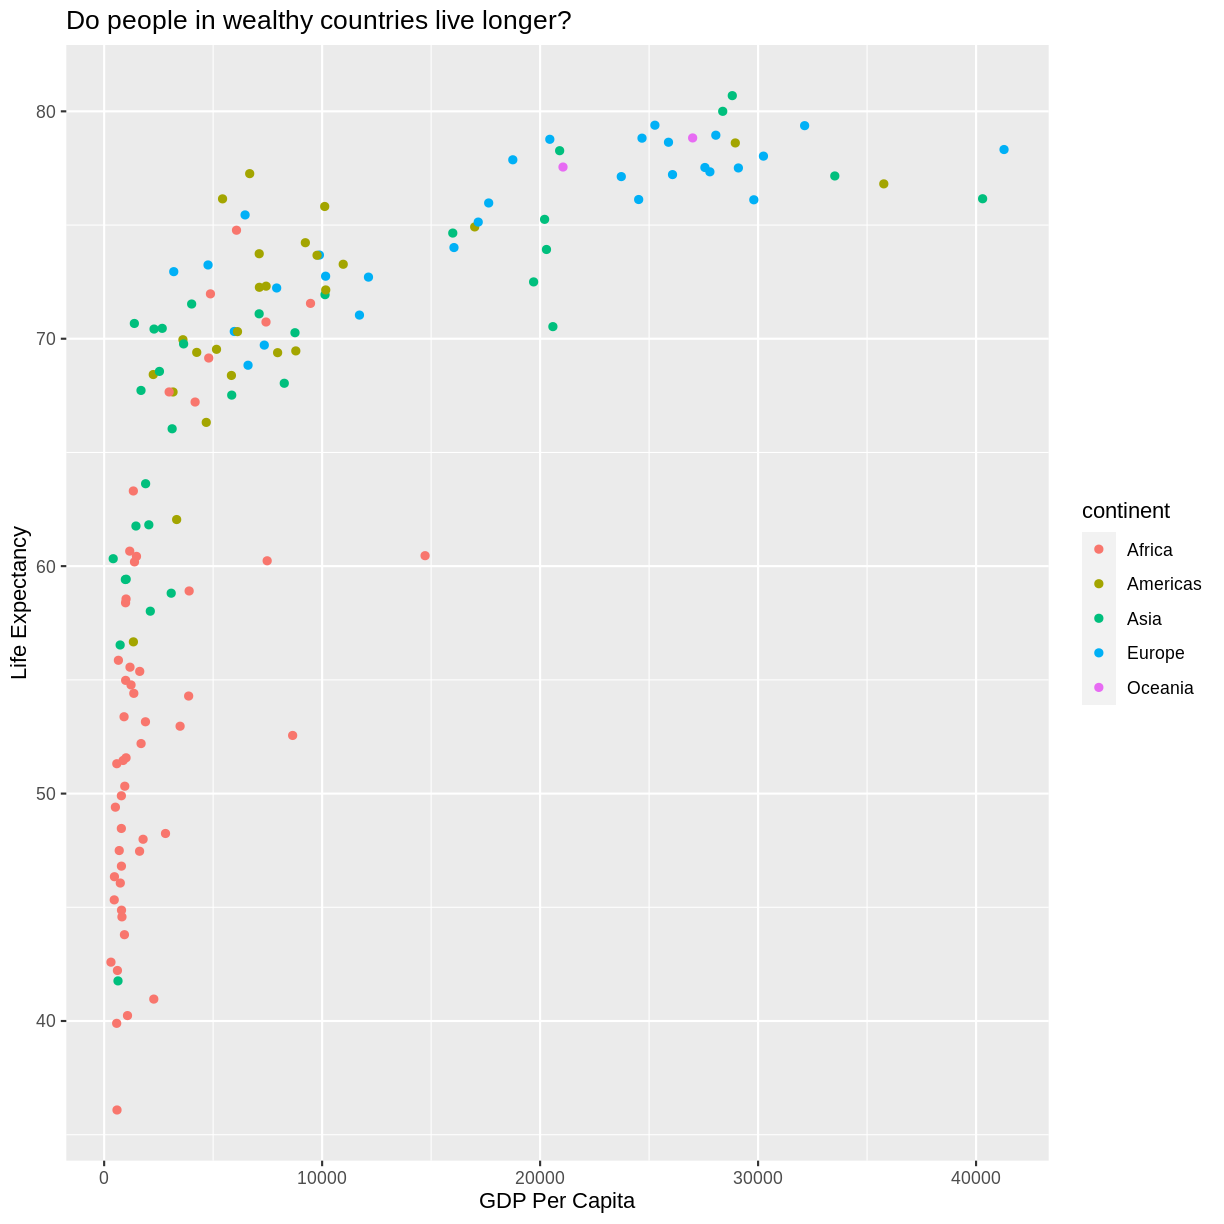 Do people in wealthy countries live longer?
80
70
60
50
40
Life Expectancy
0 10000 20000 30000 40000
GDP Per Capita
continent
Africa
Americas
Asia
Europe
Oceania